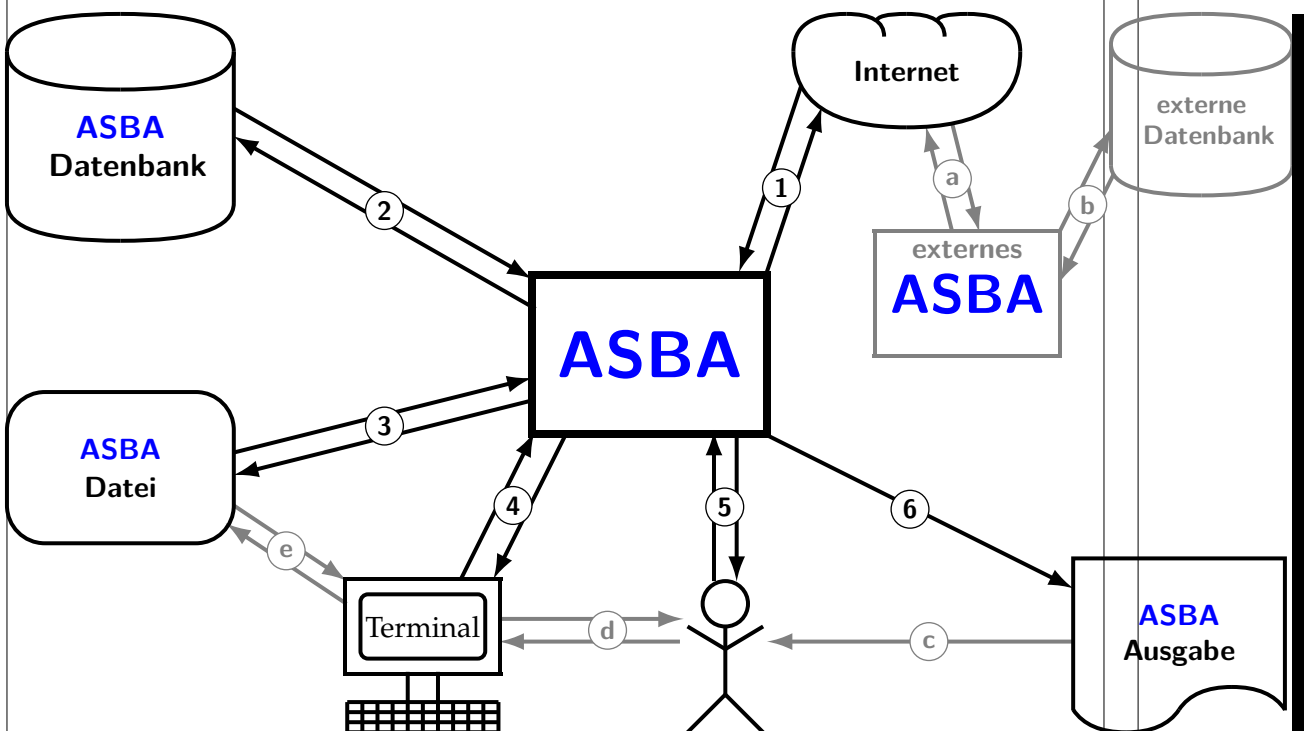 ASBA
Datenbank
Internet
externe
Datenbank
1
a
b
2
externes
ASBA
ASBA
3
ASBA
Datei
4
5
6
e
Terminal
d
c
ASBA
Ausgabe